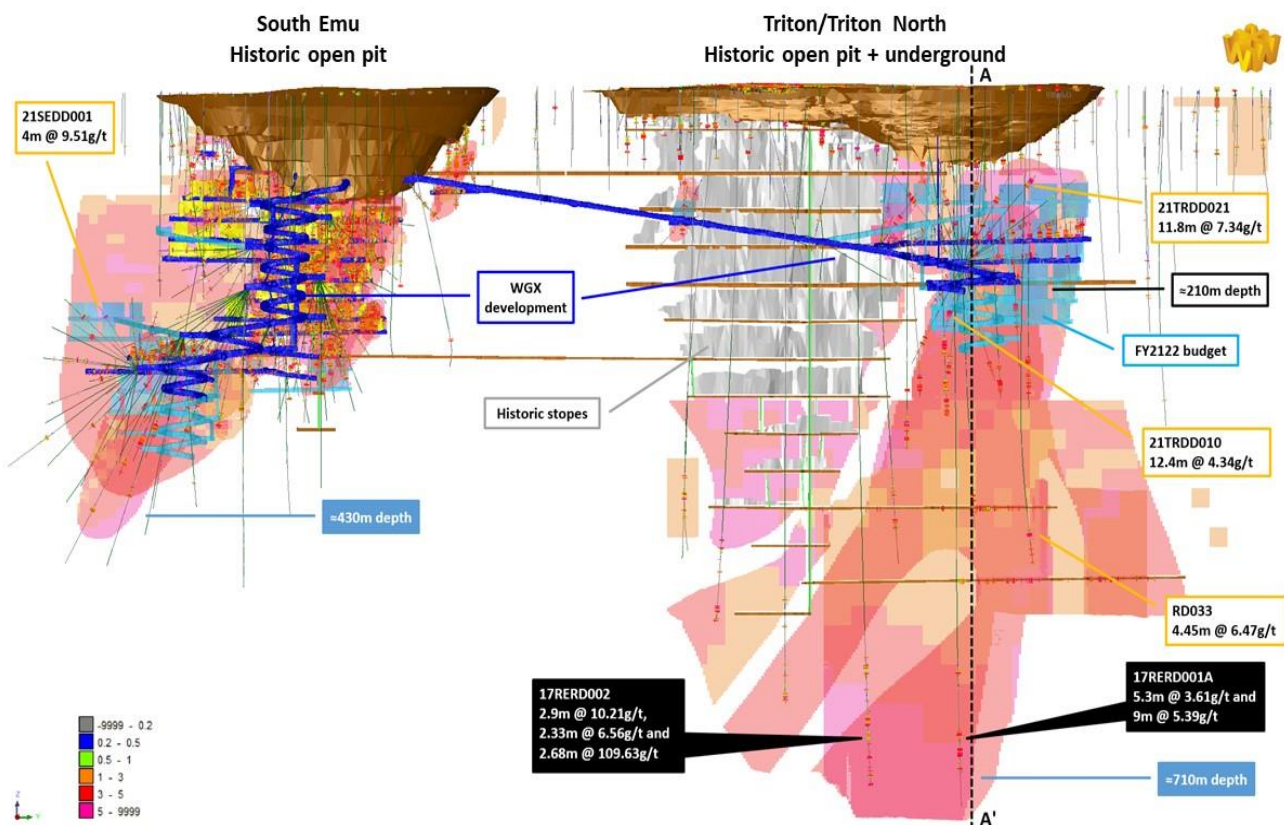 South Emu
Historic open pit
Triton/Triton North
Historic open pit + underground
A
21SEDD001
4m @ 9.51g/t
21TRDD021
11.8m @ 7.34g/t
WGX
development
≈210m depth
FY2122 budget
Historic stopes
21TRDD010
12.4m @ 4.34g/t
≈430m depth
RD033
4.45m @ 6.47g/t
17RERD002
2.9m @ 10.21g/t,
2.33m @ 6.56g/t and
2.68m @ 109.63g/t
17RERD001A
5.3m @ 3.61g/t and
9m @ 5.39g/t
≈710m depth
-9999 - 0.2
0.2 - 0.5
0.5 - 1
1 - 3
3 - 5
5 - 9999
Z
Y
A'